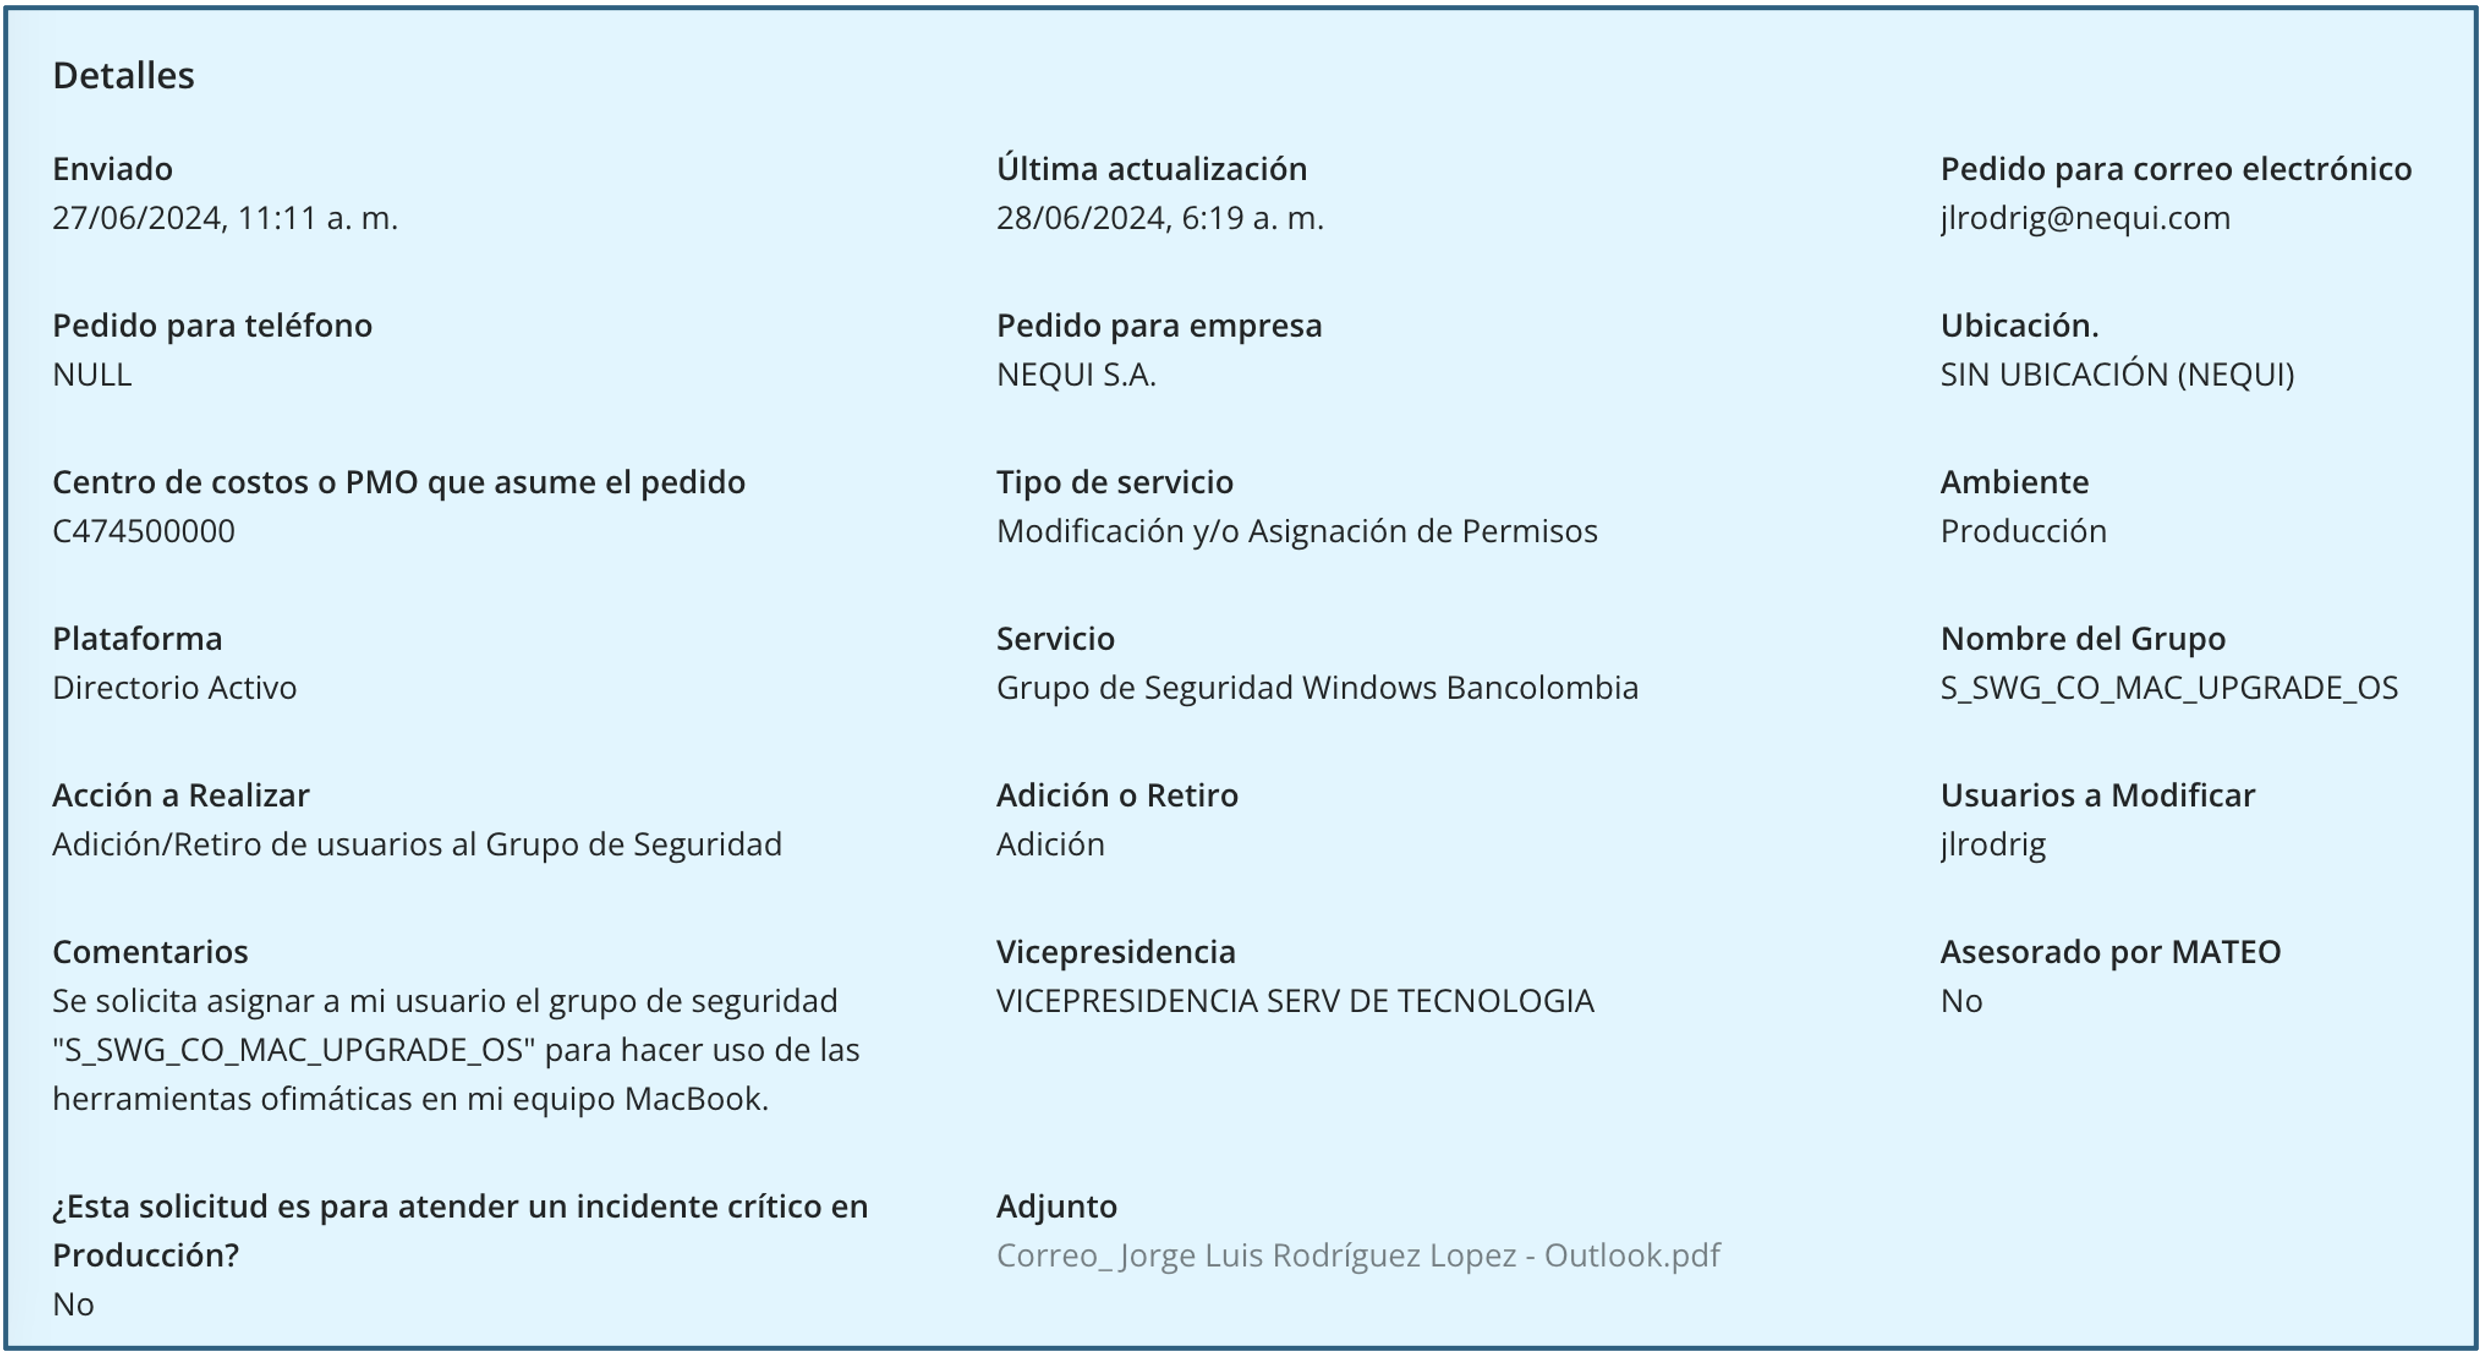 Detalles
Enviado
27/06/2024, 11:11 a. m.
Última actualización
28/06/2024, 6:19 a. m.
Pedido para correo electrónico
jlrodrig@nequi.com
Pedido para teléfono
NULL
Pedido para empresa
NEQUI S.A.
Ubicación.
SIN UBICACIÓN (NEQUI)
Centro de costos o PMO que asume el pedido
C474500000
Tipo de servicio
Modificación y/o Asignación de Permisos
Ambiente
Producción
Plataforma
Directorio Activo
Servicio
Grupo de Seguridad Windows Bancolombia
Nombre del Grupo
S_SWG_CO_MAC_UPGRADE_OS
Acción a Realizar
Adición/Retiro de usuarios al Grupo de Seguridad
Adición o Retiro
Adición
Usuarios a Modificar
jlrodrig
Comentarios
Se solicita asignar a mi usuario el grupo de seguridad
"S_SWG_CO_MAC_UPGRADE_OS" para hacer uso de las
herramientas ofimáticas en mi equipo MacBook.
Vicepresidencia
VICEPRESIDENCIA SERV DE TECNOLOGIA
Asesorado por MATEO
No
¿Esta solicitud es para atender un incidente crítico en
Producción?
No
Adjunto
Correo_ Jorge Luis Rodríguez Lopez - Outlook.pdf